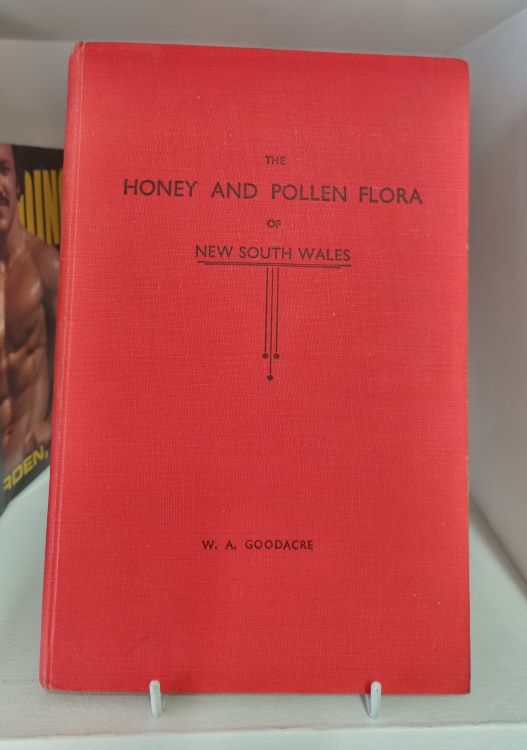 THE
HONEY AND POLLEN FLORA
OF
NEW SOUTH WALES
W. A. GOODACRE